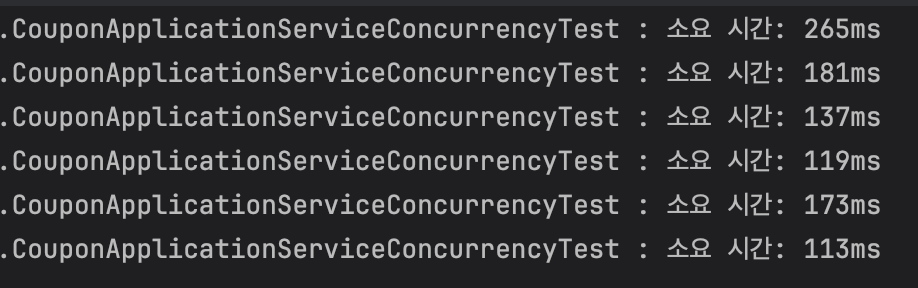 .CouponApplicationServiceConcurrencyTest : 소요 시간: 265ms
.CouponApplicationServiceConcurrencyTest : 소요 시간: 181ms
.CouponApplicationServiceConcurrencyTest : 소요 시간: 137ms
.CouponApplicationServiceConcurrencyTest : 소요 시간: 119ms
.CouponApplicationServiceConcurrencyTest : 소요 시간: 173ms
.CouponApplicationServiceConcurrencyTest : 소요 시간: 113ms